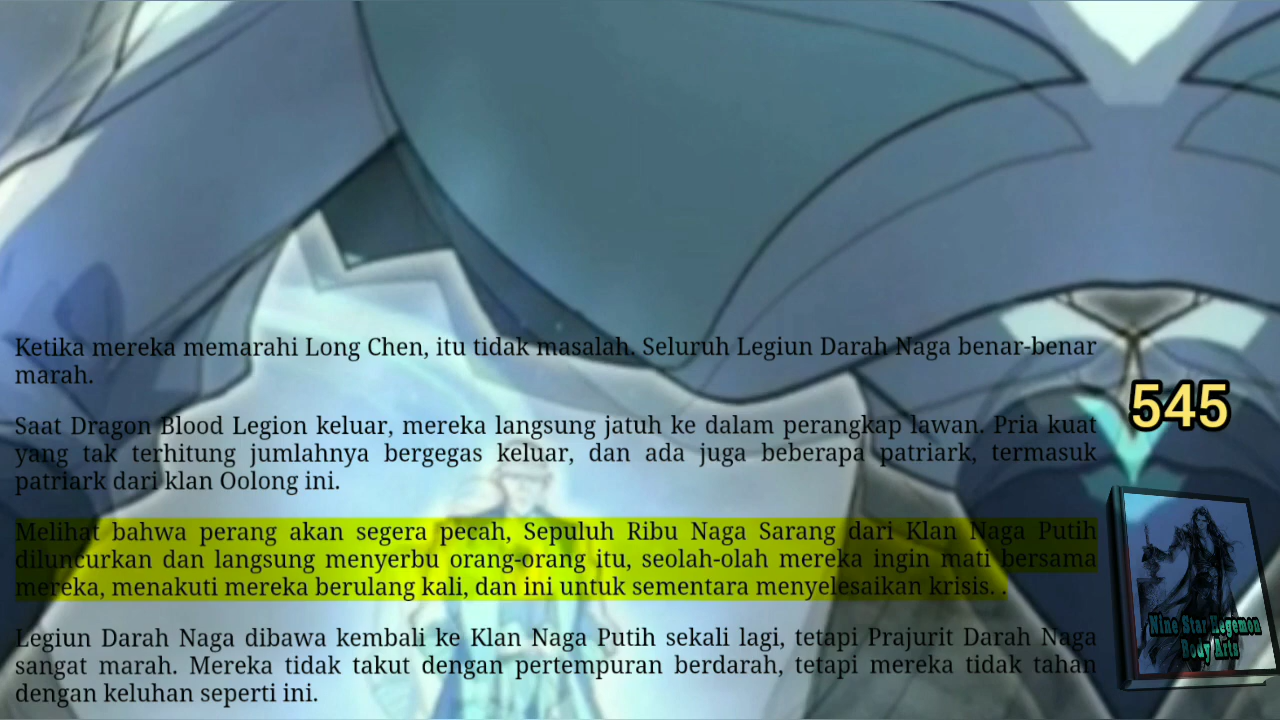 Ketika mereka memarahi Long Chen, itu tidak masalah. Seluruh Legiun Darah Naga benar-benar
marah.
Saat Dragon Blood Legion keluar, mereka langsung jatuh ke dalam perangkap lawan. Pria kuat
yang tak terhitung jumlahnya bergegas keluar, dan ada juga beberapa patriark, termasuk
patriark dari klan Oolong ini.
Melihat bahwa perang akan segera pecah, Sepuluh Ribu Naga Sarang dari Klan Naga Putih
diluncurkan dan langsung menyerbu orang-orang itu, seolah-olah mereka ingin mati bersama
mereka, menakuti mereka berulang kali, dan ini untuk sementara menyelesaikan krisis. .
Legiun Darah Naga dibawa kembali ke Klan Naga Putih sekali lagi, tetapi Prajurit Darah Naga
sangat marah. Mereka tidak takut dengan pertempuran berdarah, tetapi mereka tidak tahan
dengan keluhan seperti ini.
545
Nine Star Hegemon
Body Arts